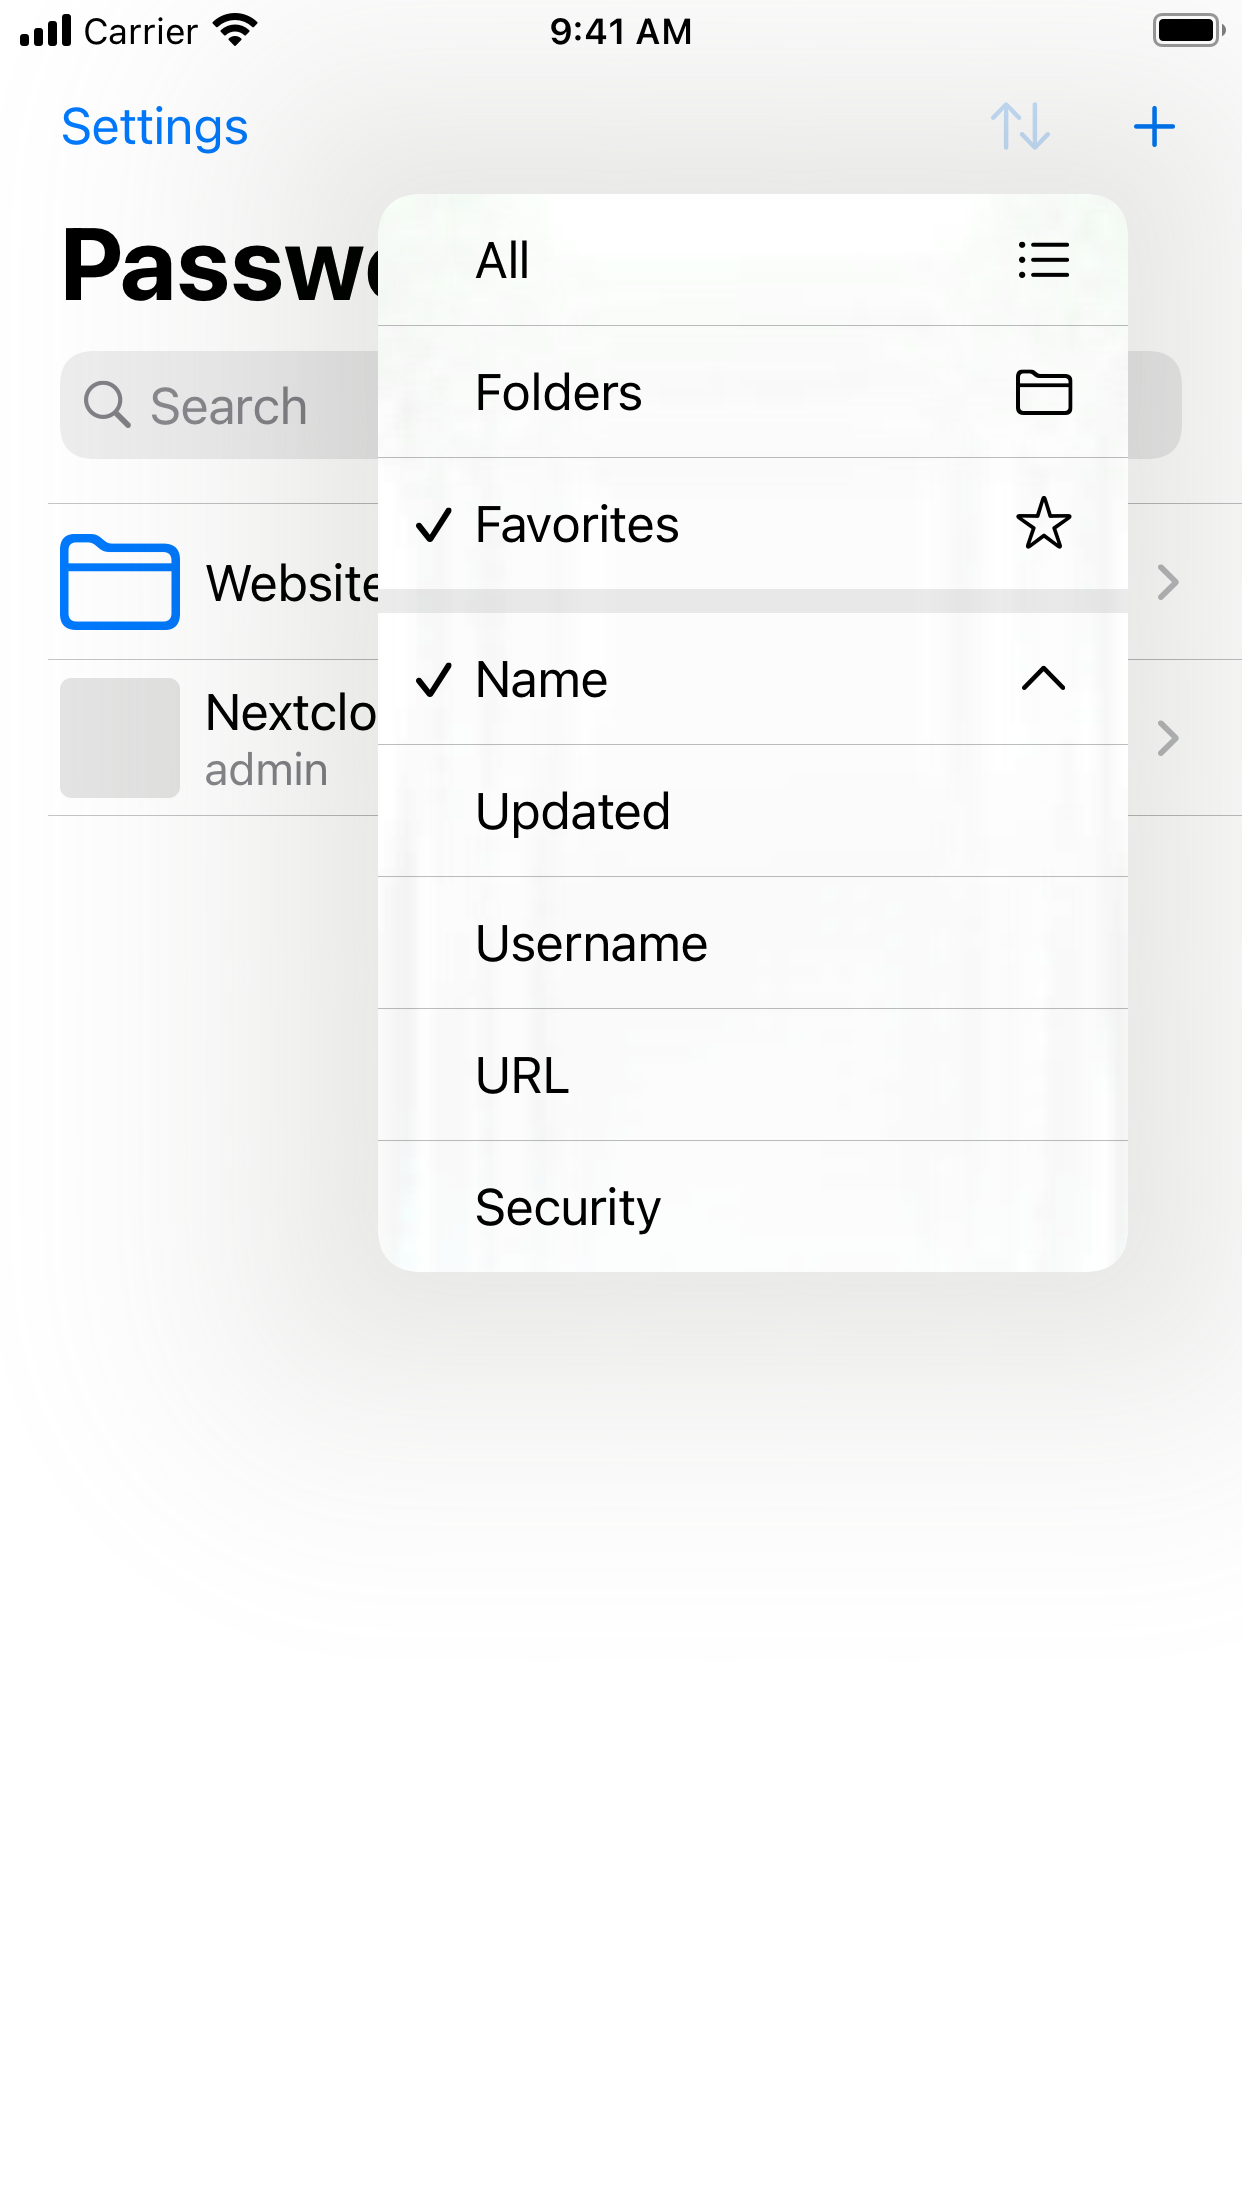 Carrier 9:41 AM
Settings
Passw
Search
Website
Nextclo
admin
All
Folders
Favorites
Name
Updated
Username
URL
Security